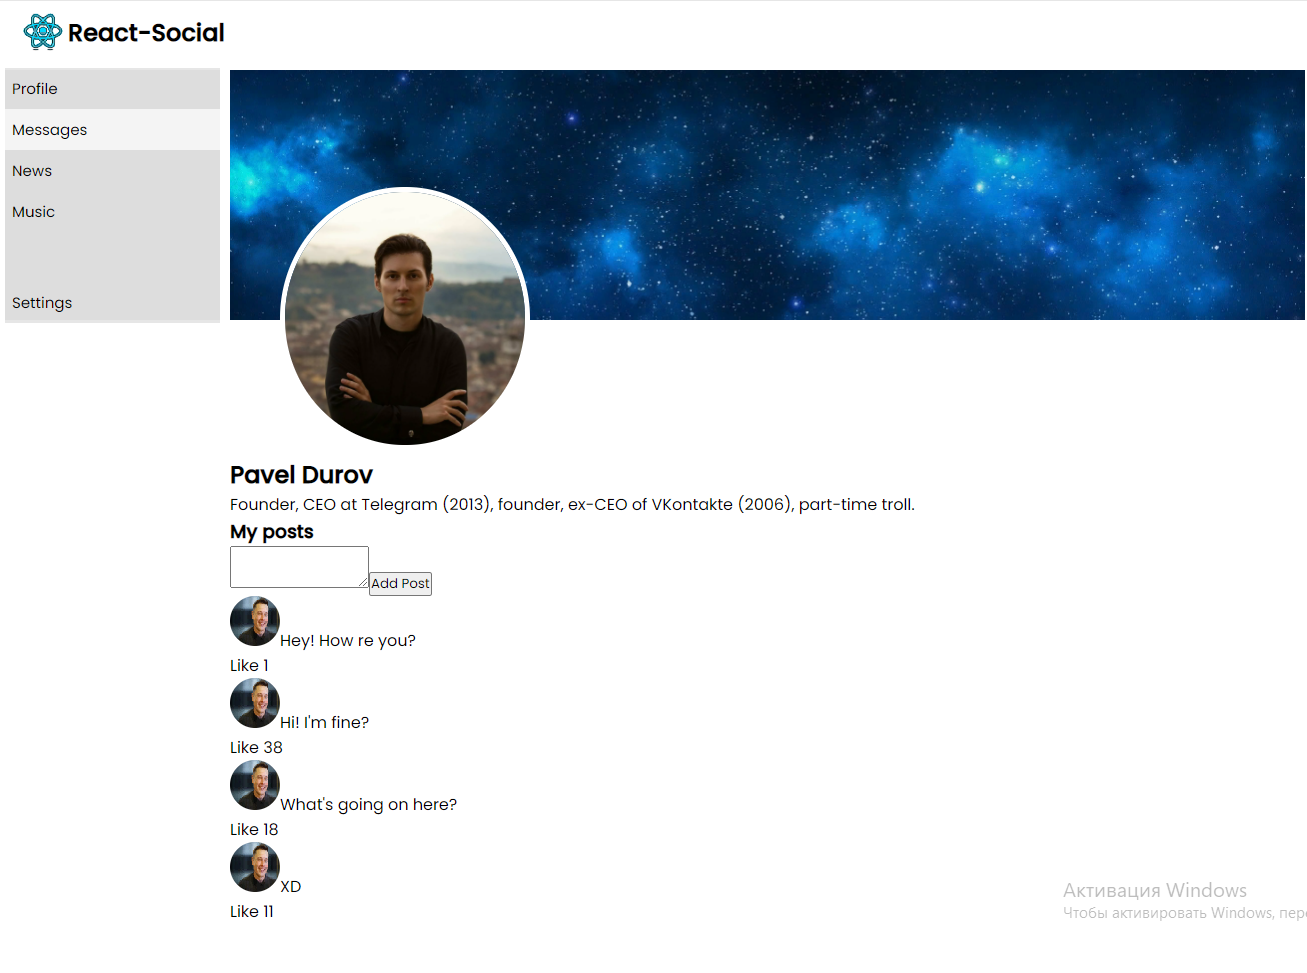 React-Social
Profile
Messages
News
Music
Settings
Pavel Durov
Founder, CEO at Telegram (2013), founder, ex-CEO of VKontakte (2006), part-time troll.
My posts
Add Post
Hey! How re you?
Like 1
Hi! I'm fine?
Like 38
What's going on here?
Like 18
XD
Like 11
Активация Windows
Чтобы активировать Windows,